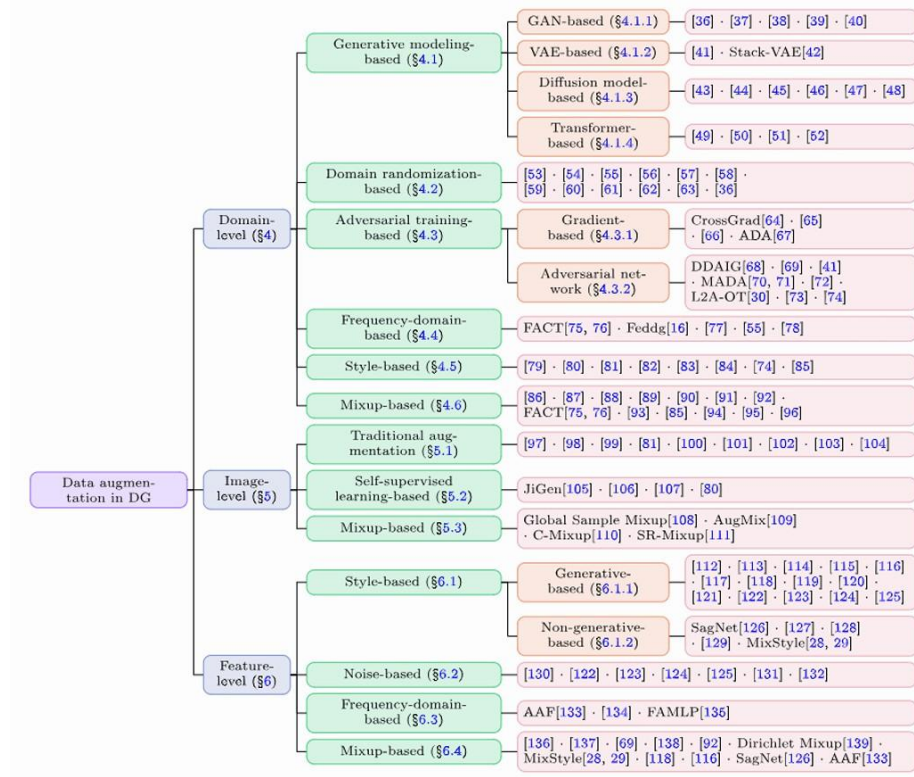 Data augmen-
tation in DG
Domain-
level (§4)
Generative modeling-
based (§4.1)
GAN-based (§4.1.1)
[36] · [37] · [38] · [39] · [40]
VAE-based (§4.1.2)
[41] · Stack-VAE[42]
Diffusion model-
based (§4.1.3)
[43] · [44] · [45] · [46] · [47] · [48]
Transformer-
based (§4.1.4)
[49] · [50] · [51] · [52]
Domain randomization-
based (§4.2)
[53] · [54] · [55] · [56] · [57] · [58] ·
[59] · [60] · [61] · [62] · [63] · [36]
Adversarial training-
based (§4.3)
Gradient-
based (§4.3.1)
CrossGrad[64] · [65]
· [66] · ADA[67]
Adversarial net-
work (§4.3.2)
DDAIG[68] · [69] · [41]
· MADA[70, 71] · [72] ·
L2A-OT[30] · [73] · [74]
Frequency-domain-
based (§4.4)
FACT[75, 76] · Feddg[16] · [77] · [55] · [78]
Style-based (§4.5)
[79] · [80] · [81] · [82] · [83] · [84] · [74] · [85]
Mixup-based (§4.6)
[86] · [87] · [88] · [89] · [90] · [91] · [92] ·
FACT[75, 76] · [93] · [85] · [94] · [95] · [96]
Image-
level (§5)
Traditional aug-
mentation (§5.1)
[97] · [98] · [99] · [81] · [100] · [101] · [102] · [103] · [104]
Self-supervised
learning-based (§5.2)
JiGen[105] · [106] · [107] · [80]
Mixup-based (§5.3)
Global Sample Mixup[108] · AugMix[109]
· C-Mixup[110] · SR-Mixup[111]
Feature-
level (§6)
Style-based (§6.1)
Generative-
based (§6.1.1)
[112] · [113] · [114] · [115] · [116]
· [117] · [118] · [119] · [120] ·
[121] · [122] · [123] · [124] · [125]
Non-generative-
based (§6.1.2)
SagNet[126] · [127] · [128]
· [129] · MixStyle[28, 29]
Noise-based (§6.2)
[130] · [122] · [123] · [124] · [125] · [131] · [132]
Frequency-domain-
based (§6.3)
AAF[133] · [134] · FAMLP[135]
Mixup-based (§6.4)
[136] · [137] · [69] · [138] · [92] · Dirichlet Mixup[139] ·
MixStyle[28, 29] · [118] · [116] · SagNet[126] · AAF[133]